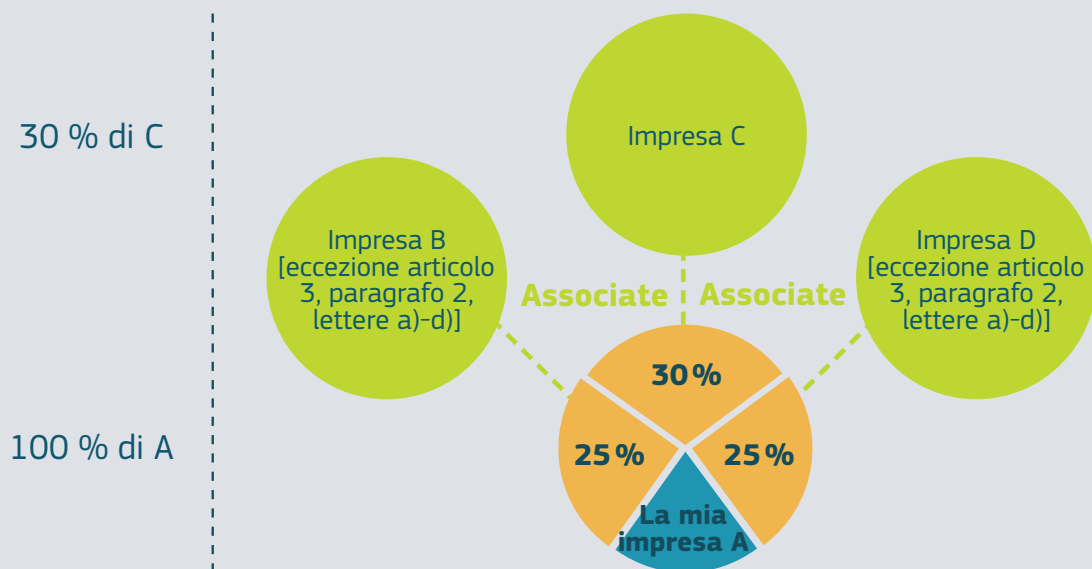 30 % di C
Impresa C
Impresa B
[eccezione articolo
3, paragrafo 2,
lettere a)-d)]
Impresa D
[eccezione articolo
3, paragrafo 2,
lettere a)-d)]
Associate
Associate
30 %
100 % di A
25 %
25 %
La mia
impresa A